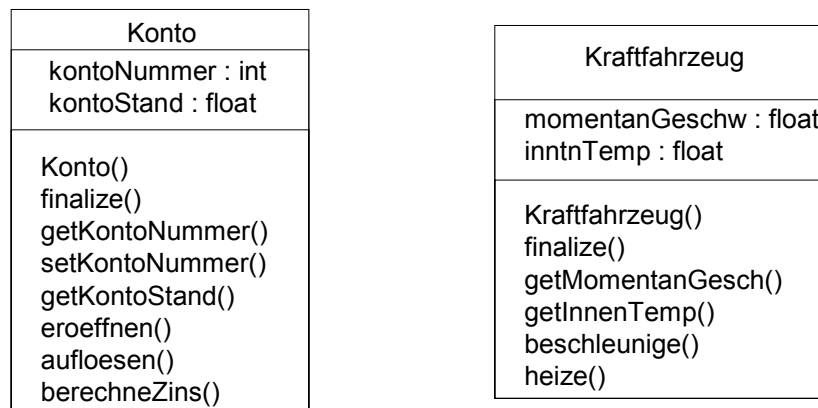 Konto
kontoNummer : int
kontoStand : float
Konto()
finalize()
getKontoNummer()
setKontoNummer()
getKontoStand()
eroeffnen()
aufloesen()
berechneZins()
Kraftfahrzeug
momentanGeschw : float
inntnTemp : float
Kraftfahrzeug()
finalize()
getMomentanGesch()
getInnenTemp()
beschleunige()
heize()